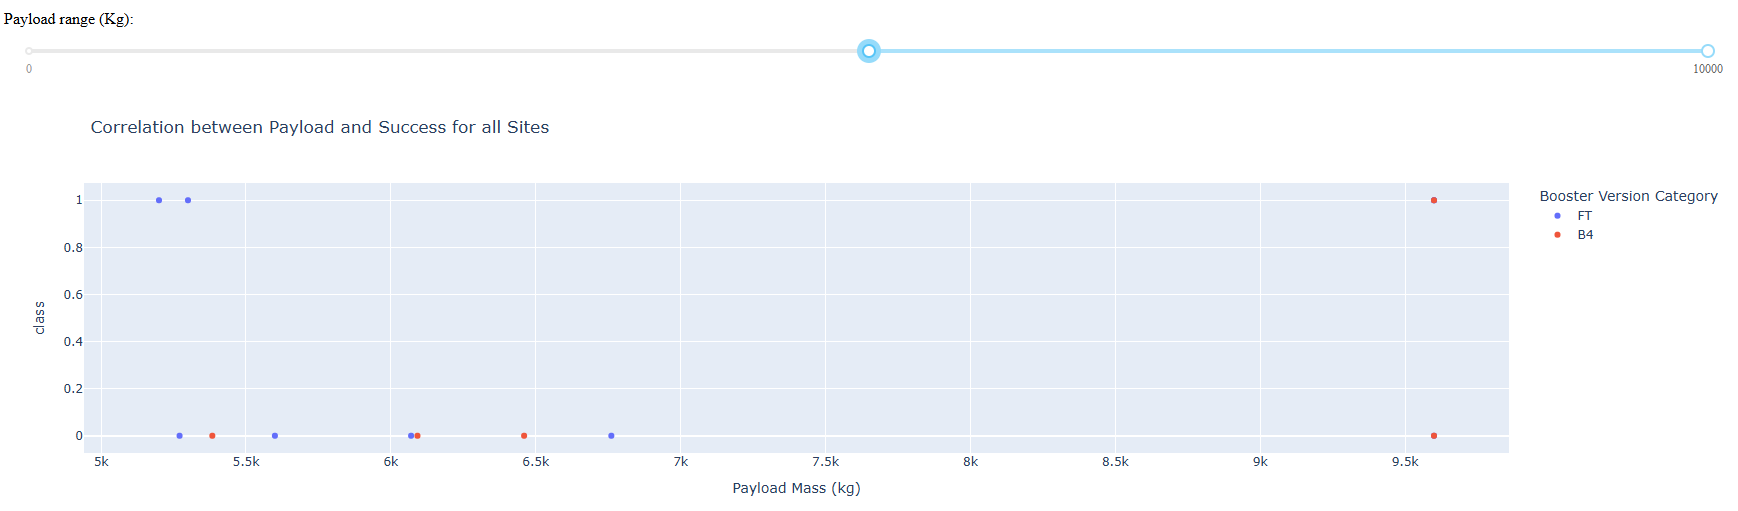 Payload range (Kg):
0
10000
Correlation between Payload and Success for all Sites
1
0.8
0.6
0.4
0.2
0
class
5k
5.5k
6k
6.5k
7k
7.5k
8k
8.5k
9k
9.5k
Payload Mass (kg)
Booster Version Category
FT
B4